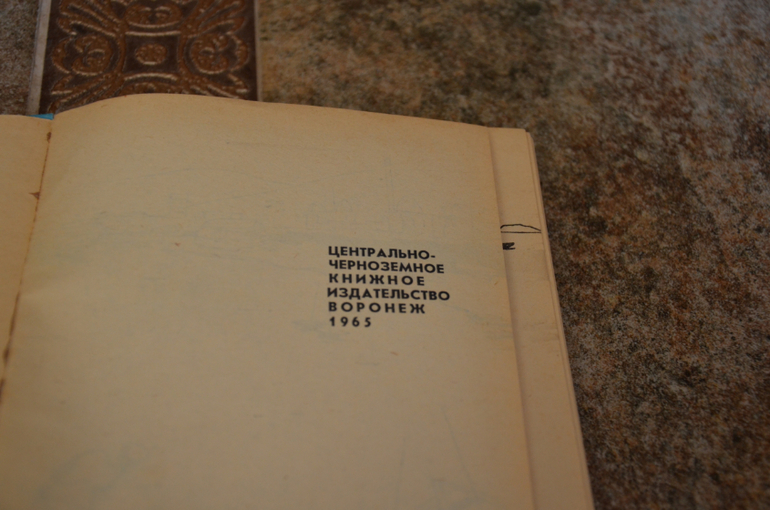 ЦЕНТРАЛЬНО-
ЧЕРНОЗЕМНОЕ
КНИЖНОЕ
ИЗДАТЕЛЬСТВО
ВОРОНЕЖ
1965